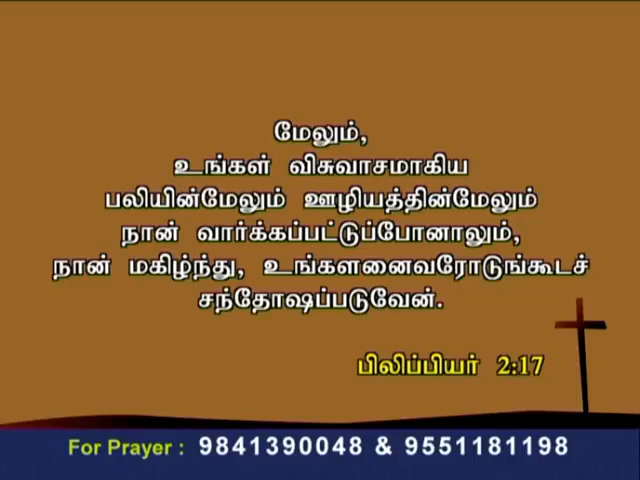 மேலும்,
உங்கள் விசுவாசமாகிய
பலியின்மேலும் ஊழியத்தின்மேலும்
நான் வார்க்கப்பட்டுப்போனாலும்,
நான் மகிழ்ந்து, உங்களனைவரோடுங்கூடச்
சந்தோஷப்படுவேன்.
பிலிப்பியர் 2:17
For Prayer : 9841390048 & 9551181198